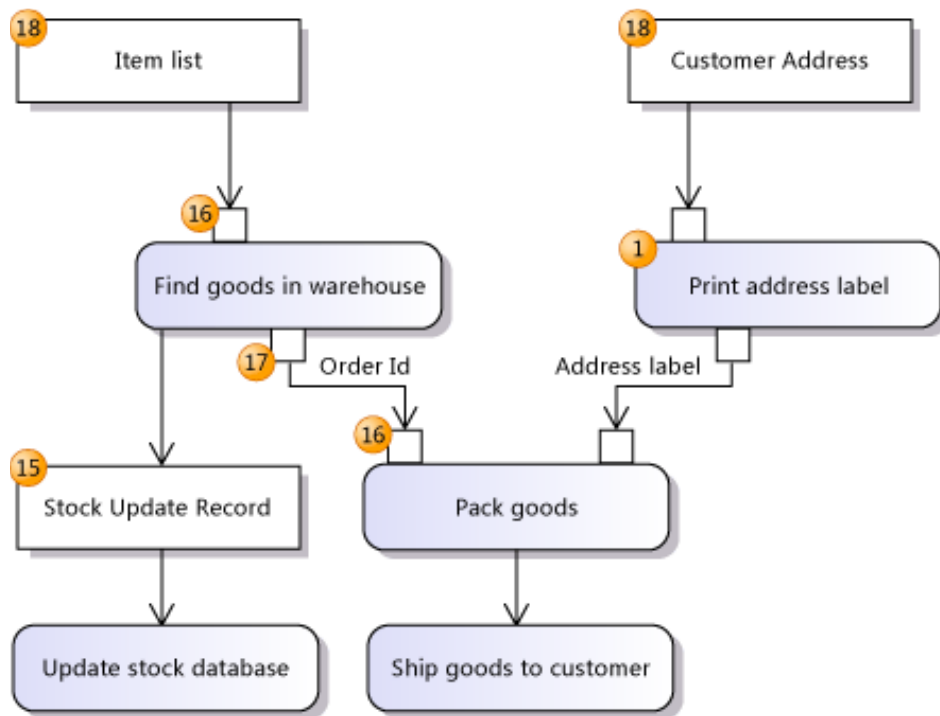 18
Item list
18
Customer Address
16
Find goods in warehouse
1
Print address label
17
Order Id
Address label
16
Pack goods
15
Stock Update Record
Update stock database
Ship goods to customer